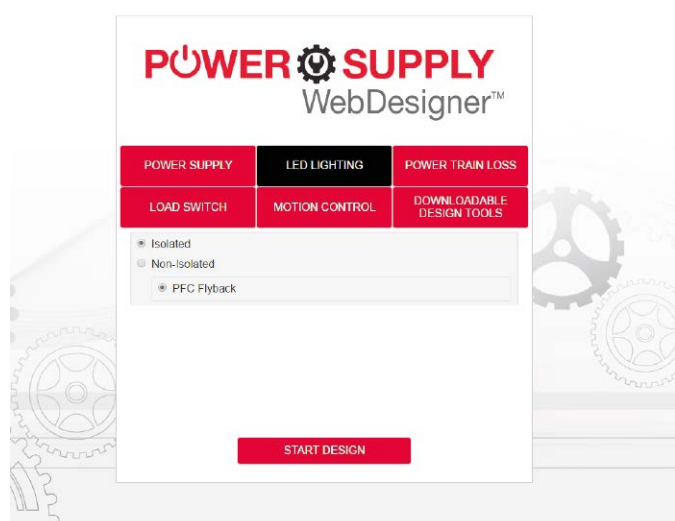 POWER SUPPLY
WebDesigner™
POWER SUPPLY
LED LIGHTING
POWER TRAIN LOSS
LOAD SWITCH
MOTION CONTROL
DOWNLOADABLE
DESIGN TOOLS
Isolated
Non-Isolated
PFC Flyback
START DESIGN